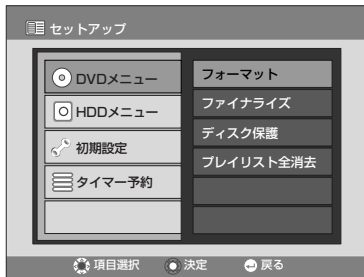 セットアップ
DVDメニュー
HDDメニュー
初期設定
タイマー予約
フォーマット
ファイナライズ
ディスク保護
プレイリスト全消去
項目選択 決定 戻る